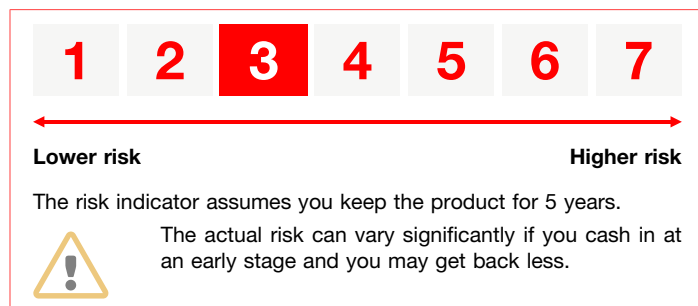 1 2 3 4 5 6 7
Lower risk Higher risk
The risk indicator assumes you keep the product for 5 years.
The actual risk can vary significantly if you cash in at
an early stage and you may get back less.
!